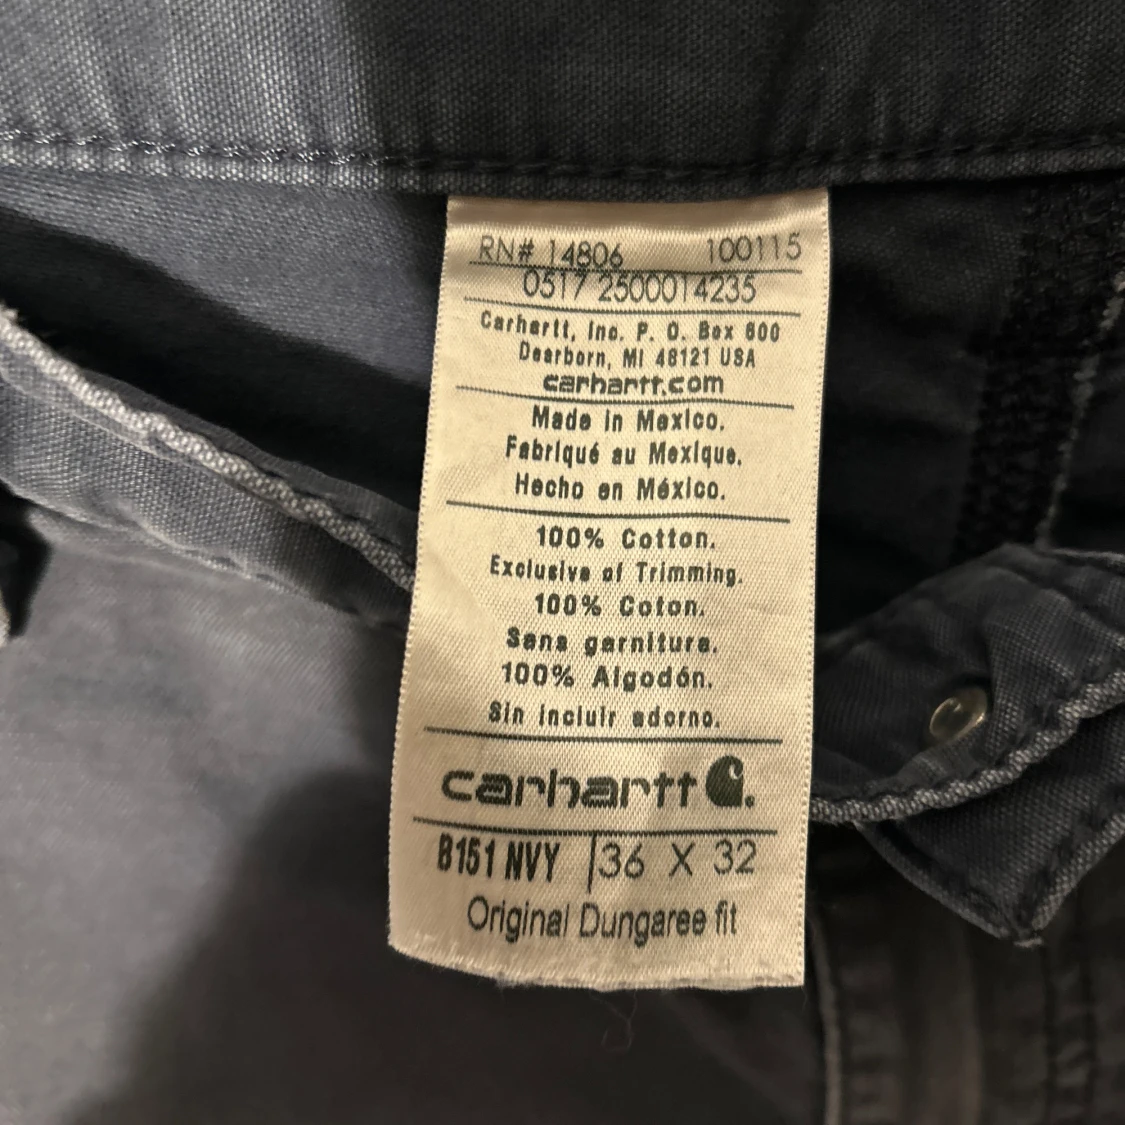 RN# 14806 100115
0517 2500014235
Carhartt, Inc. P. O. Box 600
Dearborn, MI 48121 USA
carhartt.com
Made in Mexico.
Fabriqué au Mexique.
Hecho en México.
100% Cotton.
Exclusive of Trimming.
100% Coton.
Sans garniture.
100% Algodón.
Sin incluir adorno.
carhartt
B151 NVY 36 X 32
Original Dungaree fit